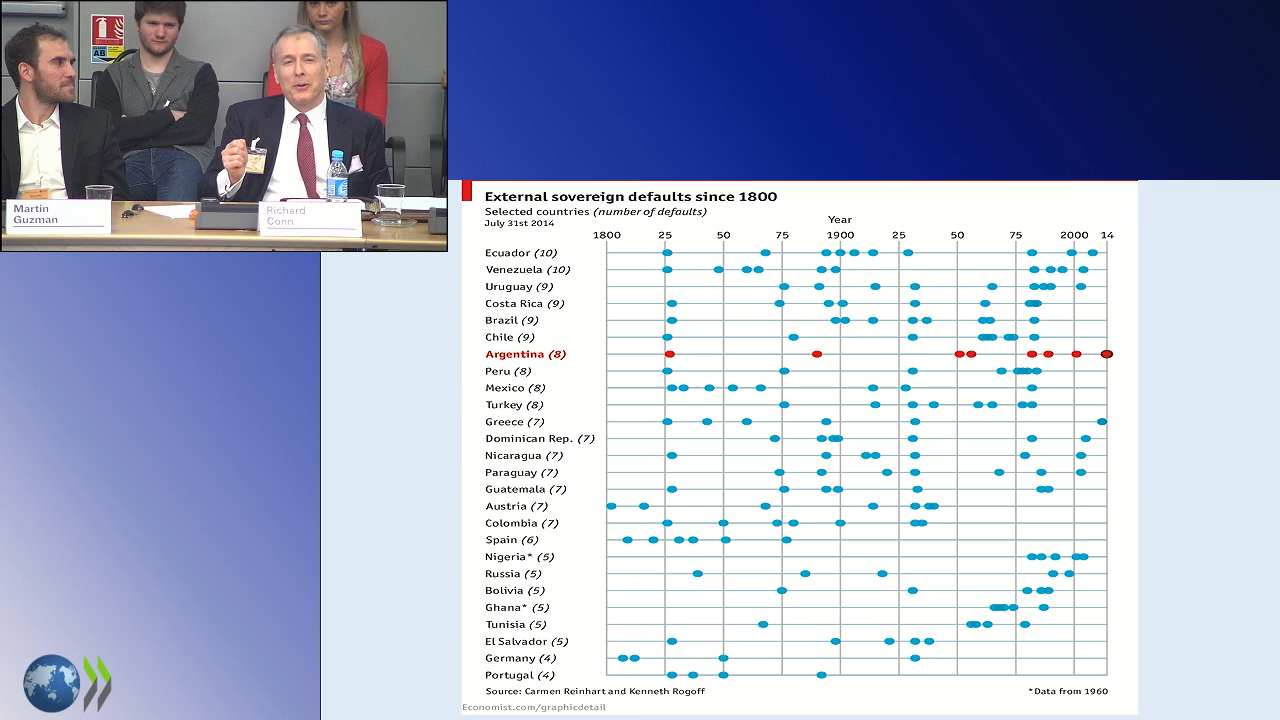 AB
Martin
Guzman
Richard
Conn
External sovereign defaults since 1800
Selected countries (number of defaults)
July 31st 2014
Year
1800 25 50 75 1900 25 50 75 2000 14
Ecuador (10)
Venezuela (10)
Uruguay (9)
Costa Rica (9)
Brazil (9)
Chile (9)
Argentina (8)
Peru (8)
Mexico (8)
Turkey (8)
Greece (7)
Dominican Rep. (7)
Nicaragua (7)
Paraguay (7)
Guatemala (7)
Austria (7)
Colombia (7)
Spain (6)
Nigeria* (5)
Russia (5)
Bolivia (5)
Ghana* (5)
Tunisia (5)
El Salvador (5)
Germany (4)
Portugal (4)
Source: Carmen Reinhart and Kenneth Rogoff *Data from 1960
Economist.com/graphicdetail